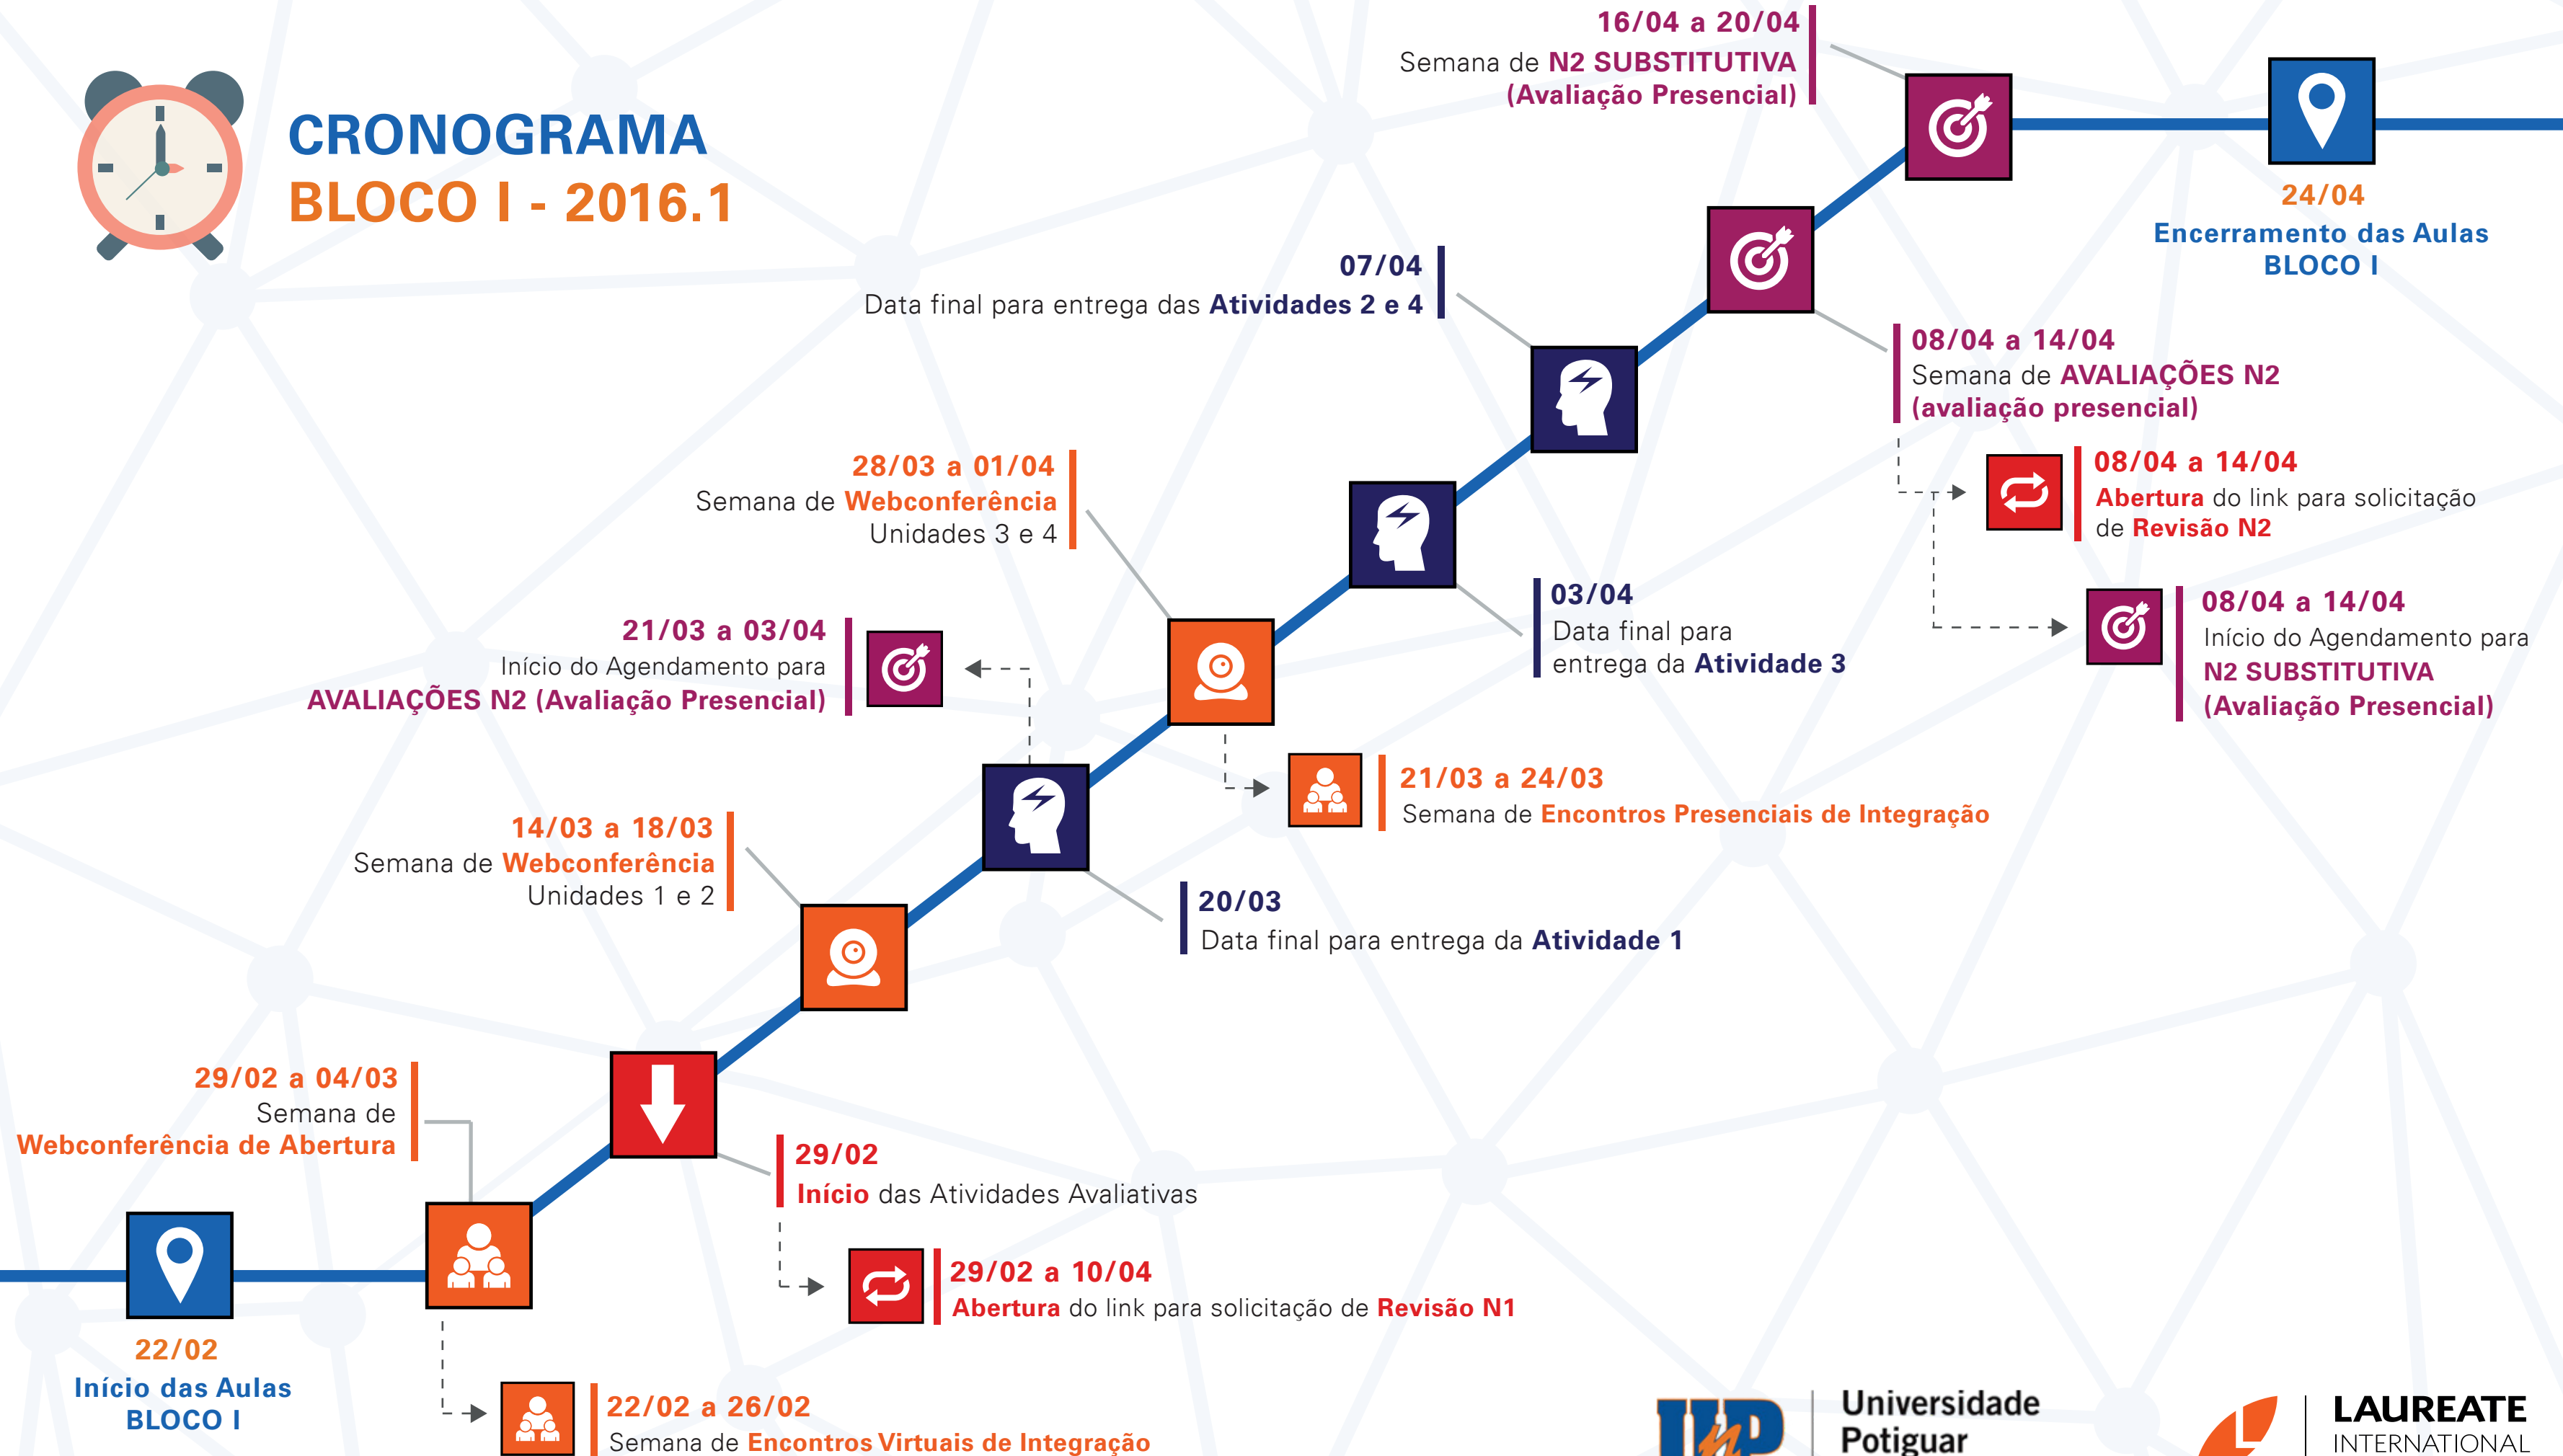 CRONOGRAMA
BLOCO I - 2016.1
16/04 a 20/04
Semana de N2 SUBSTITUTIVA
(Avaliação Presencial)
24/04
Encerramento das Aulas
BLOCO I
07/04
Data final para entrega das Atividades 2 e 4
08/04 a 14/04
Semana de AVALIAÇÕES N2
(avaliação presencial)
08/04 a 14/04
Abertura do link para solicitação
de Revisão N2
08/04 a 14/04
Início do Agendamento para
N2 SUBSTITUTIVA
(Avaliação Presencial)
28/03 a 01/04
Semana de Webconferência
Unidades 3 e 4
03/04
Data final para
entrega da Atividade 3
21/03 a 03/04
Início do Agendamento para
AVALIAÇÕES N2 (Avaliação Presencial)
21/03 a 24/03
Semana de Encontros Presenciais de Integração
14/03 a 18/03
Semana de Webconferência
Unidades 1 e 2
20/03
Data final para entrega da Atividade 1
29/02 a 04/03
Semana de
Webconferência de Abertura
29/02
Início das Atividades Avaliativas
29/02 a 10/04
Abertura do link para solicitação de Revisão N1
22/02
Início das Aulas
BLOCO I
22/02 a 26/02
Semana de Encontros Virtuais de Integração
UnP
Universidade
Potiguar
LAUREATE
INTERNATIONAL